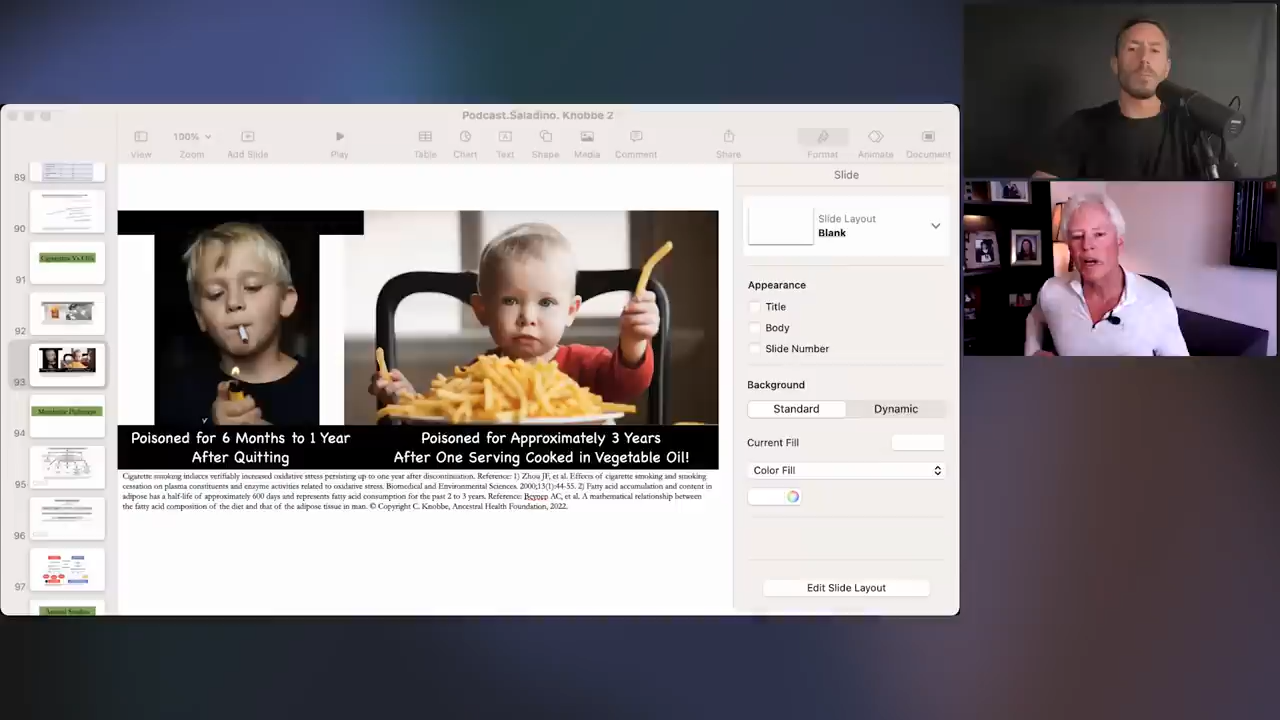 Podcast.Saladino. Knobbe 2
View
100%
Zoom
Add Slide
Play
Table
Chart
Text
Shape
Media
Comment
Share
Format
Animate
Document
89
90
Cigarettes Vs. Oils
91
92
93
Metabolic Pathways
94
95
96
97
Animal Studies
Poisoned for 6 Months to 1 Year
After Quitting
Poisoned for Approximately 3 Years
After One Serving Cooked in Vegetable Oil!
Cigarette smoking induces verifiably increased oxidative stress persisting up to one year after discontinuation. Reference: 1) Zhou JF, et al. Effects of cigarette smoking and smoking
cessation on plasma constituents and enzyme activities related to oxidative stress. Biomedical and Environmental Sciences. 2000;13(1):44-55. 2) Fatty acid accumulation and content in
adipose has a half-life of approximately 600 days and represents fatty acid consumption for the past 2 to 3 years. Reference: Beynen AC, et al. A mathematical relationship between
the fatty acid composition of the diet and that of the adipose tissue in man. © Copyright C. Knobbe, Ancestral Health Foundation, 2022.
Slide
Slide Layout
Blank
Appearance
Title
Body
Slide Number
Background
Standard
Dynamic
Current Fill
Color Fill
Edit Slide Layout